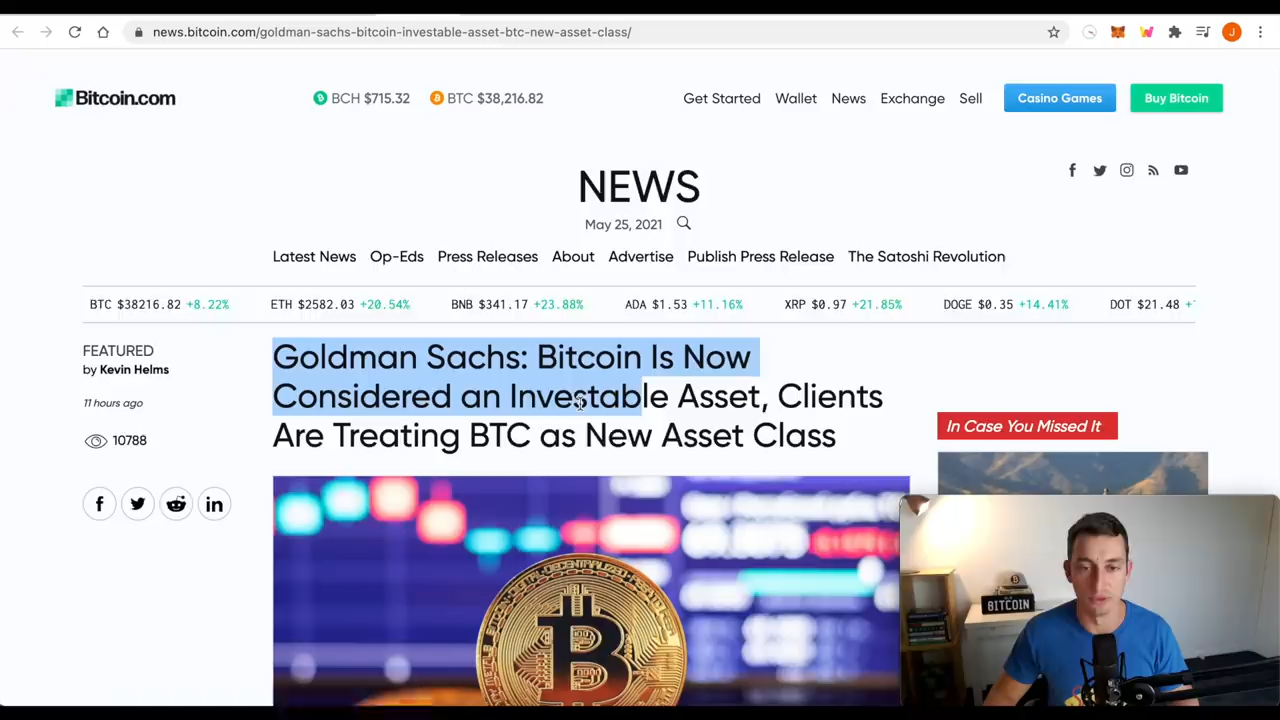 news.bitcoin.com/goldman-sachs-bitcoin-investable-asset-btc-new-asset-class/
J
Bitcoin.com
BCH $715.32
BTC $38,216.82
Get Started
Wallet
News
Exchange
Sell
Casino Games
Buy Bitcoin
NEWS
May 25, 2021
Latest News
Op-Eds
Press Releases
About
Advertise
Publish Press Release
The Satoshi Revolution
BTC $38216.82 +8.22%
ETH $2582.03 +20.54%
BNB $341.17 +23.88%
ADA $1.53 +11.16%
XRP $0.97 +21.85%
DOGE $0.35 +14.41%
DOT $21.48
FEATURED
by Kevin Helms
11 hours ago
10788
Goldman Sachs: Bitcoin Is Now
Considered an Investable Asset, Clients
Are Treating BTC as New Asset Class
In Case You Missed It
BITCOIN